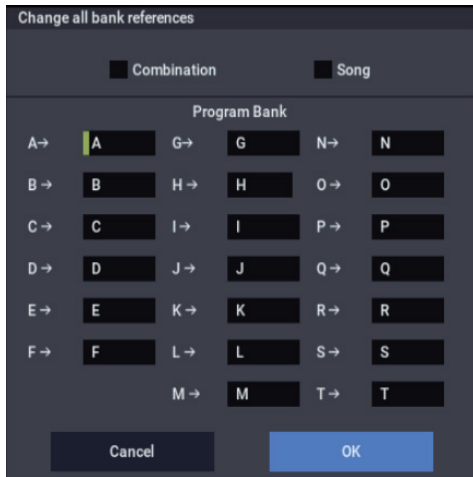 Change all bank references
Combination Song
Program Bank
A→ A G→ G N→ N
B→ B H→ H O→ O
C→ C I→ I P→ P
D→ D J→ J Q→ Q
E→ E K→ K R→ R
F→ F L→ L S→ S
M→ M T→ T
Cancel OK